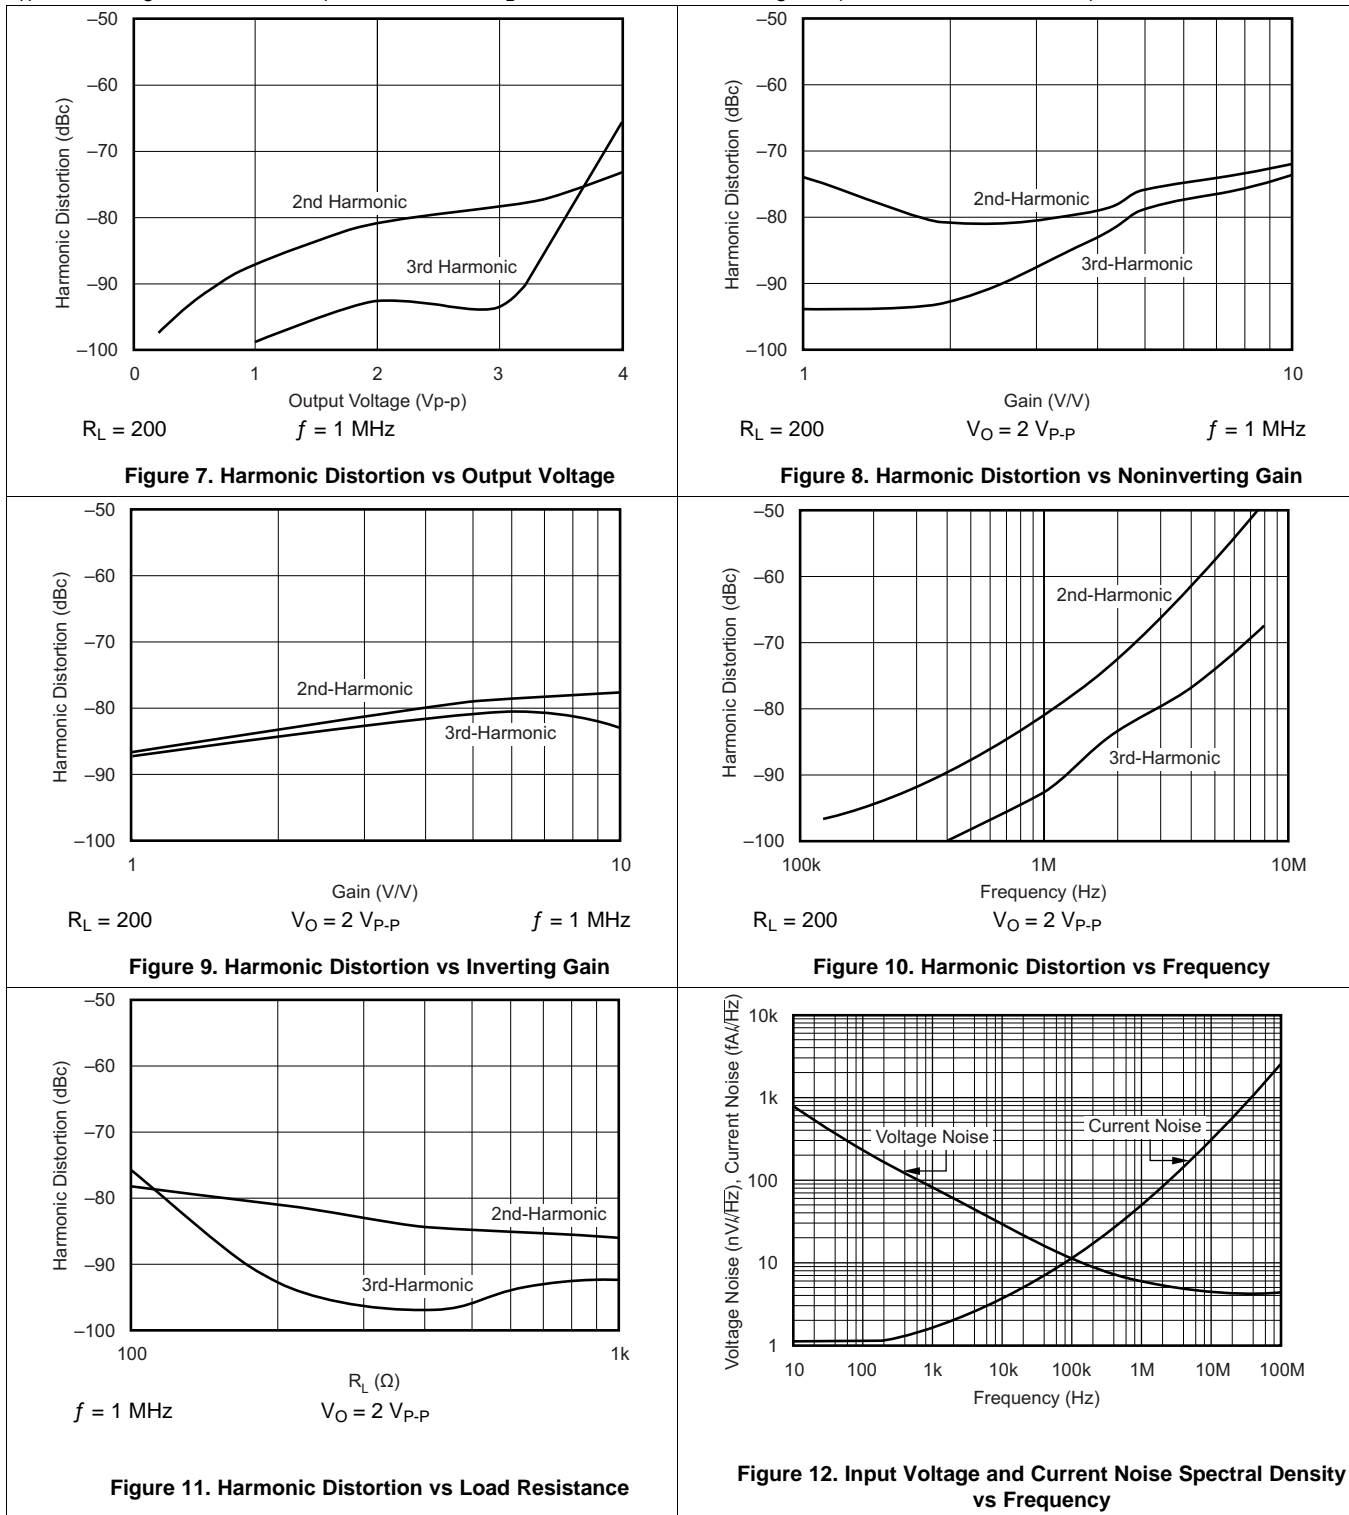 –50
–60
–70
–80
–90
–100
Harmonic Distortion (dBc)
2nd Harmonic
3rd Harmonic
0 1 2 3 4
Output Voltage (Vp-p)
R_L = 200 ƒ = 1 MHz
Figure 7. Harmonic Distortion vs Output Voltage
–50
–60
–70
–80
–90
–100
Harmonic Distortion (dBc)
2nd-Harmonic
3rd-Harmonic
1 10
Gain (V/V)
R_L = 200 V_O = 2 V_P-P ƒ = 1 MHz
Figure 8. Harmonic Distortion vs Noninverting Gain
–50
–60
–70
–80
–90
–100
Harmonic Distortion (dBc)
2nd-Harmonic
3rd-Harmonic
1 10
Gain (V/V)
R_L = 200 V_O = 2 V_P-P ƒ = 1 MHz
Figure 9. Harmonic Distortion vs Inverting Gain
–50
–60
–70
–80
–90
–100
Harmonic Distortion (dBc)
2nd-Harmonic
3rd-Harmonic
100k 1M 10M
Frequency (Hz)
R_L = 200 V_O = 2 V_P-P
Figure 10. Harmonic Distortion vs Frequency
–50
–60
–70
–80
–90
–100
Harmonic Distortion (dBc)
2nd-Harmonic
3rd-Harmonic
100 1k
R_L (Ω)
ƒ = 1 MHz V_O = 2 V_P-P
Figure 11. Harmonic Distortion vs Load Resistance
10k
1k
100
10
1
Voltage Noise (nV/√Hz), Current Noise (fA/√Hz)
Voltage Noise
Current Noise
10 100 1k 10k 100k 1M 10M 100M
Frequency (Hz)
Figure 12. Input Voltage and Current Noise Spectral Density
vs Frequency